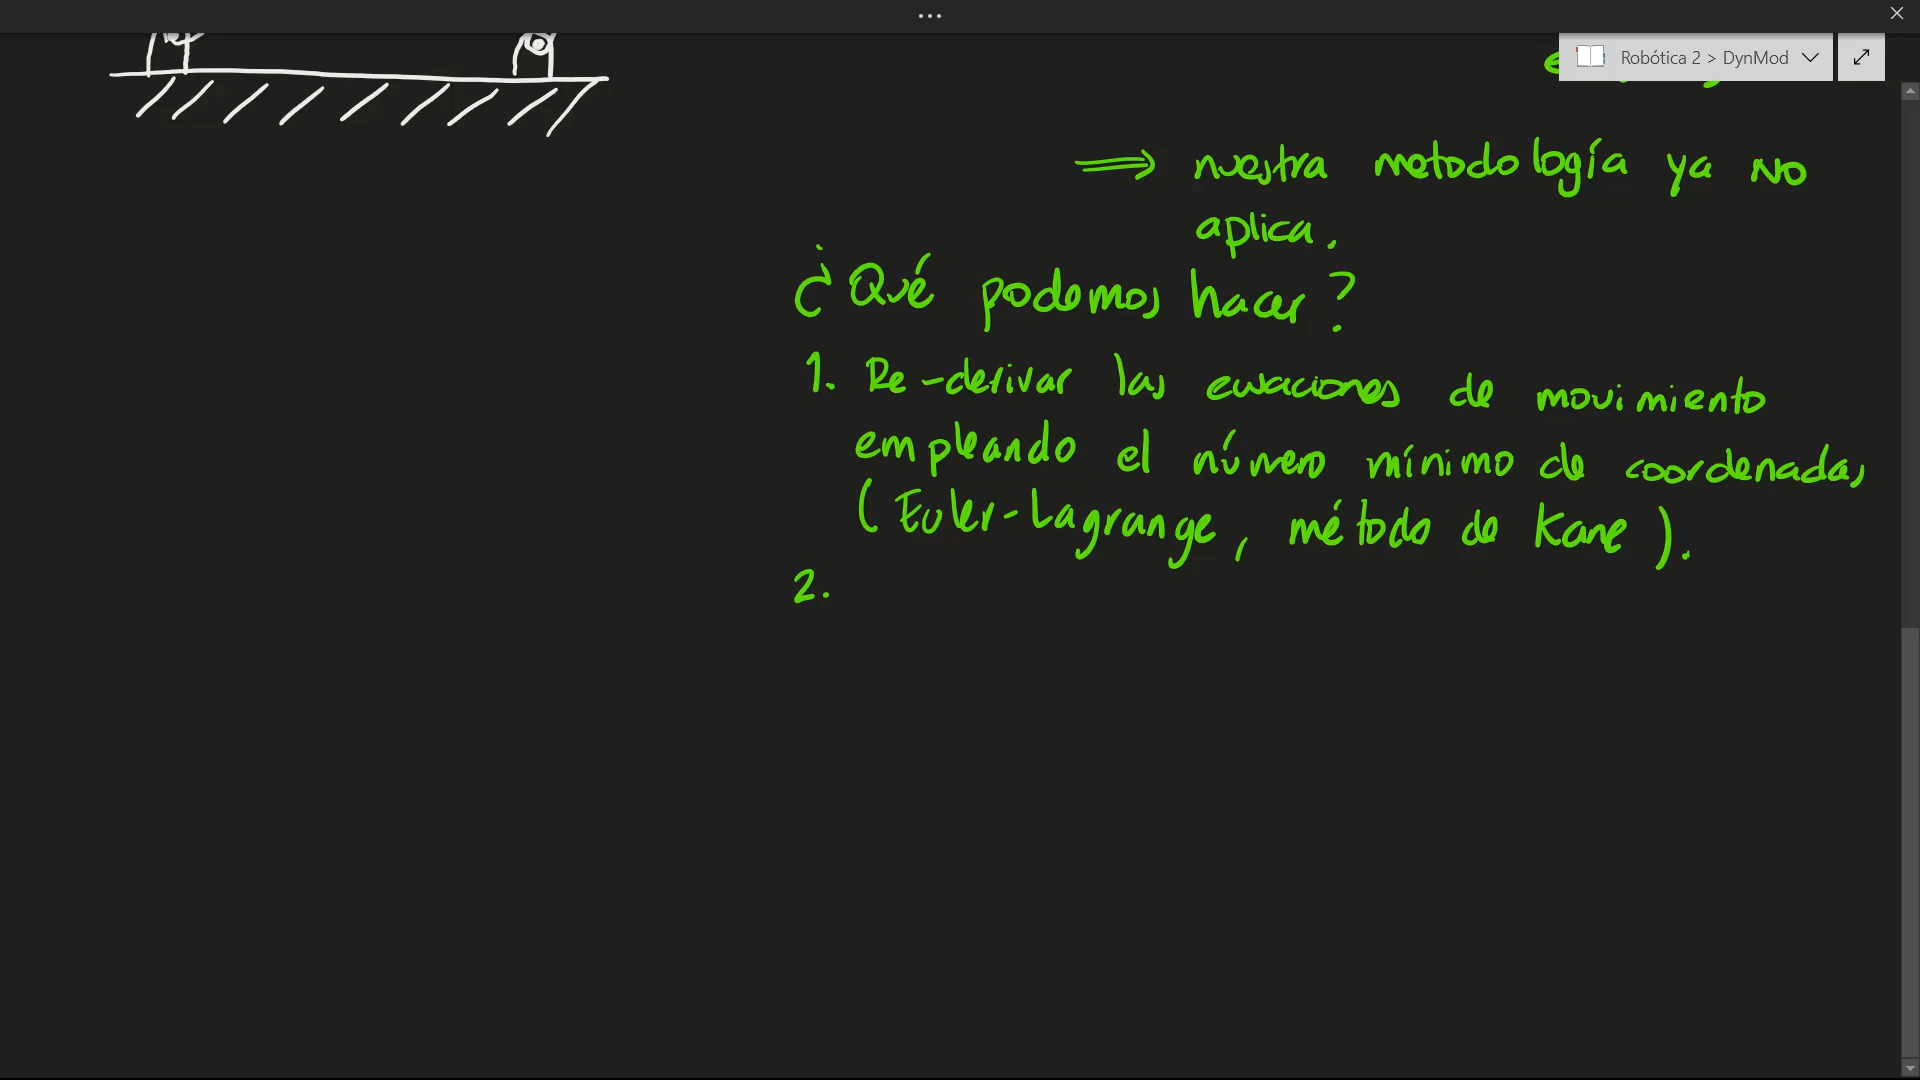 Robótica 2 > DynMod
⟹ nuestra metodología ya NO
aplica.
¿Qué podemos hacer?
1. Re-derivar las ecuaciones de movimiento
empleando el número mínimo de coordenadas
(Euler-Lagrange, método de Kane).
2.